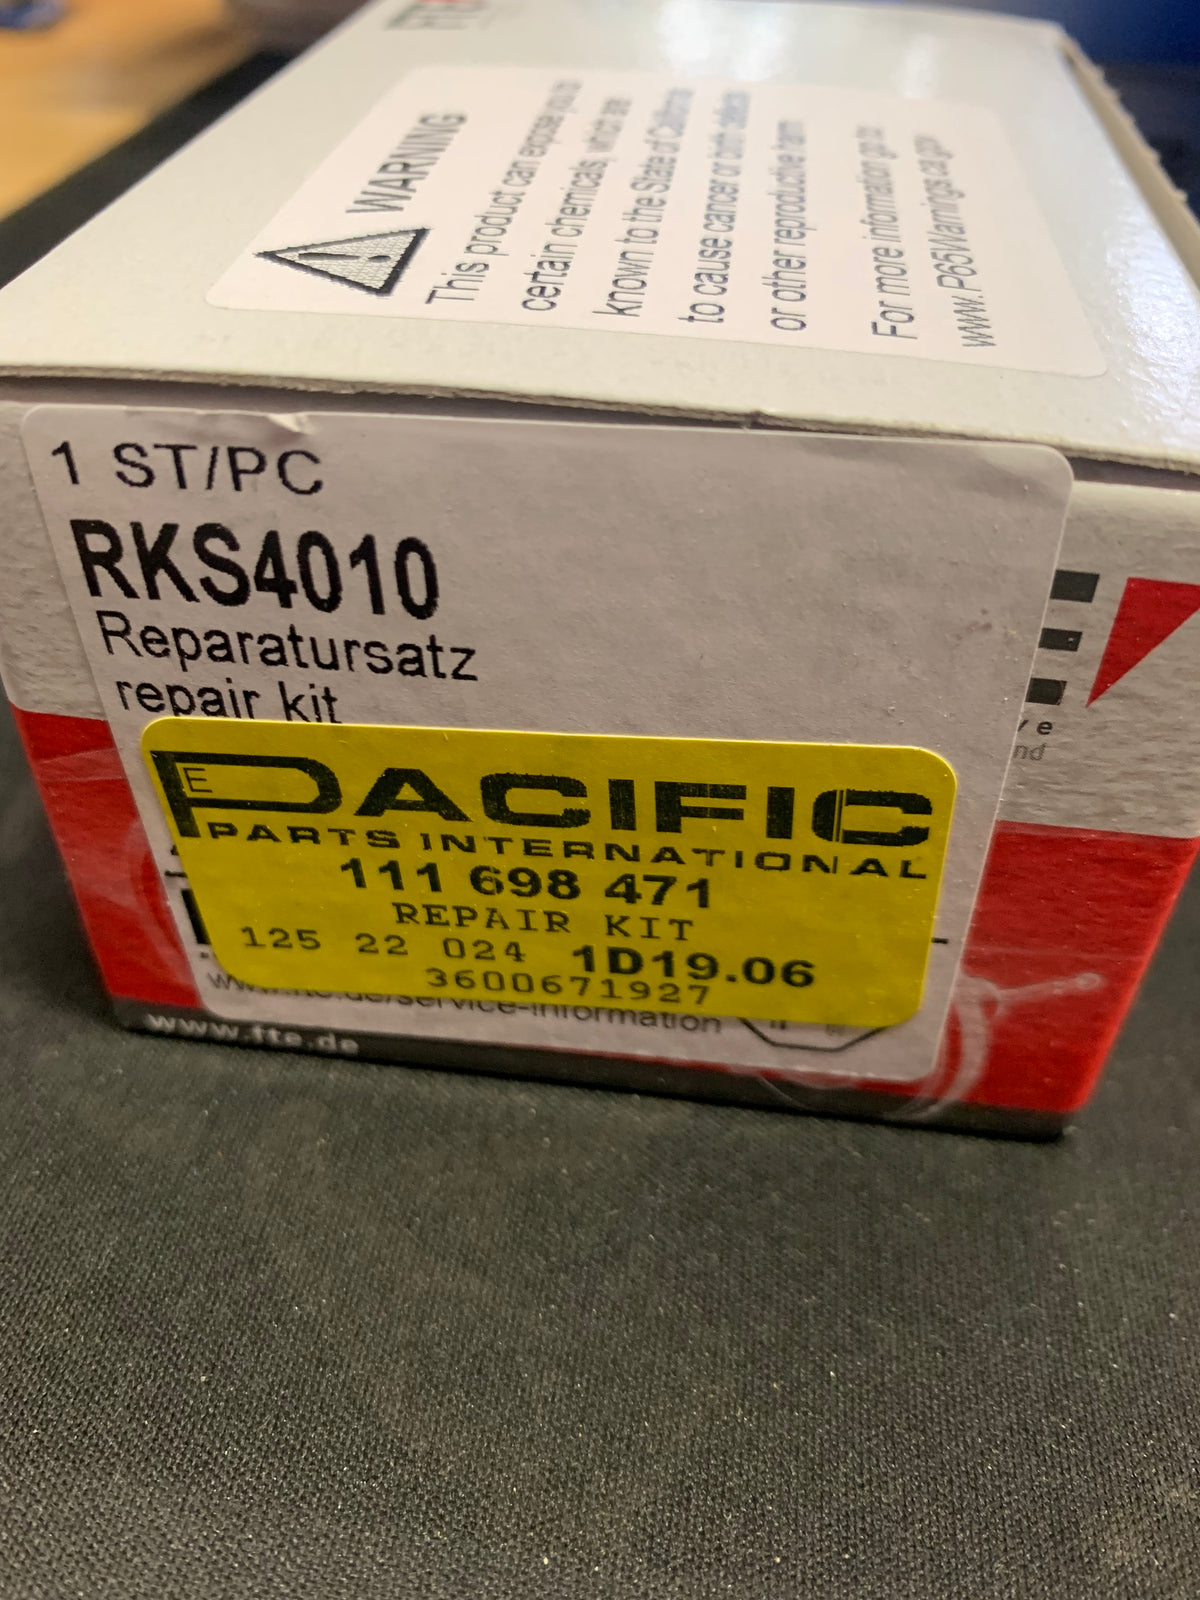 WARNING
This product can expose you to
certain chemicals, which are
known to the State of California
to cause cancer or birth defects
or other reproductive harm
For more information go to:
www.P65Warnings.ca.gov
1 ST/PC
RKS4010
Reparatursatz
repair kit
PACIFIC
PARTS INTERNATIONAL
111 698 471
REPAIR KIT
125 22 024 1D19.06
3600671927
www.fte.de/service-information
www.fte.de